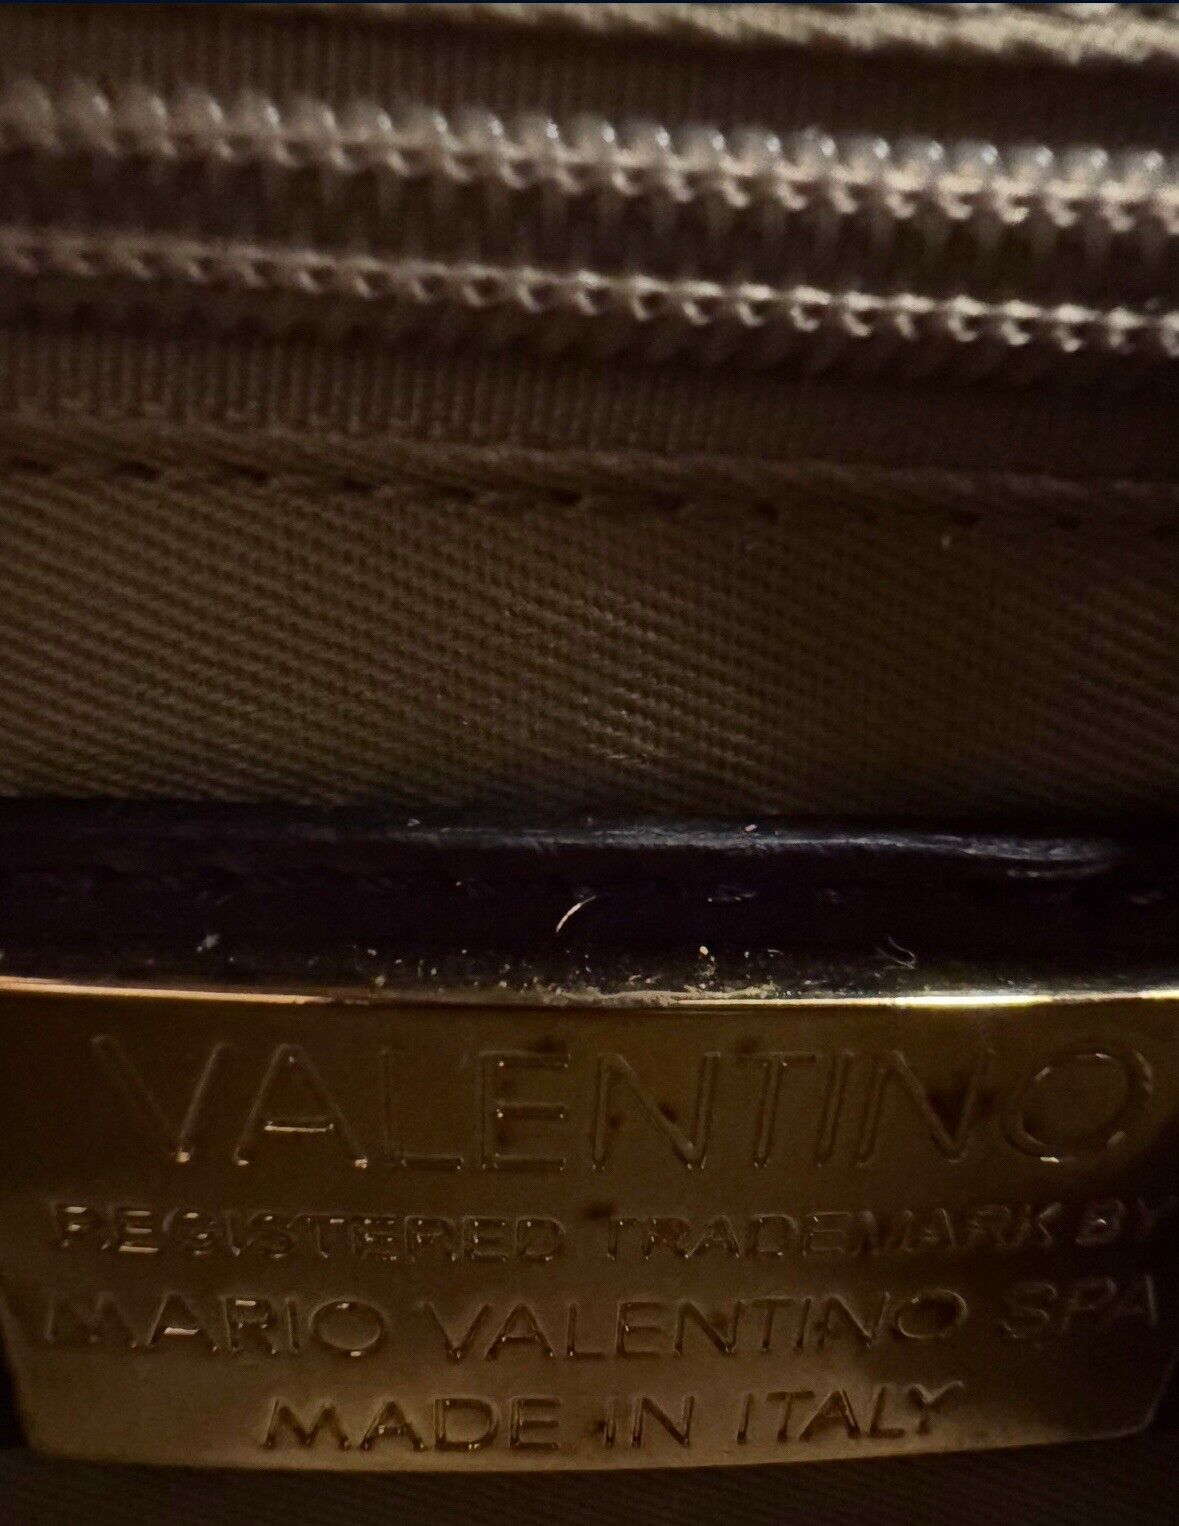 VALENTINO
REGISTERED TRADEMARK BY
MARIO VALENTINO SPA
MADE IN ITALY